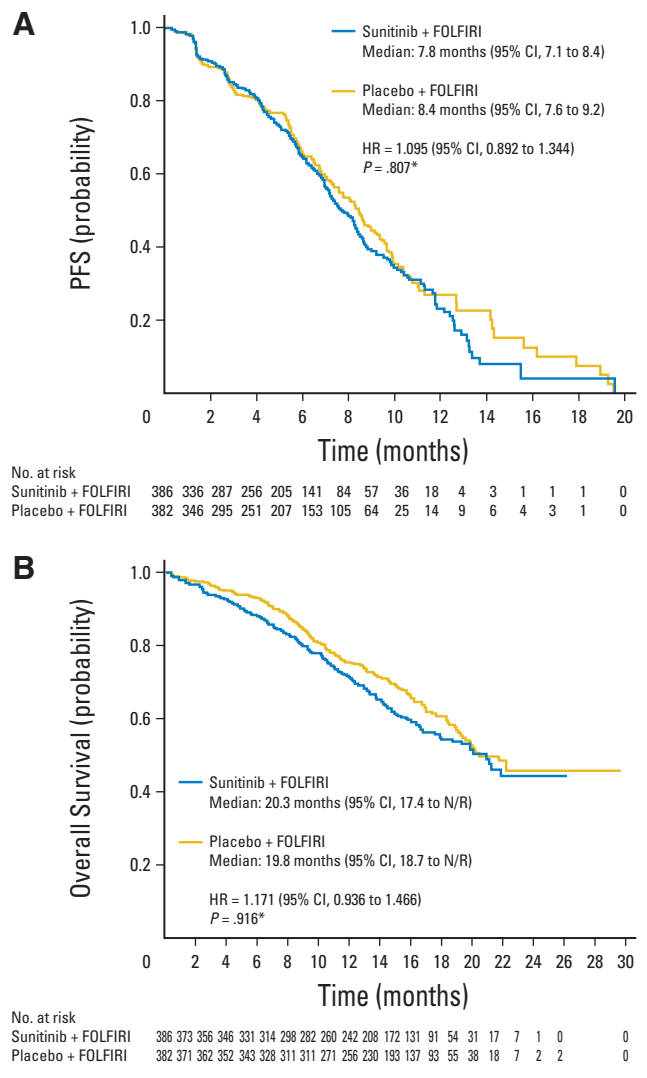 A
1.0
0.8
0.6
0.4
0.2
PFS (probability)
Sunitinib + FOLFIRI
Median: 7.8 months (95% CI, 7.1 to 8.4)
Placebo + FOLFIRI
Median: 8.4 months (95% CI, 7.6 to 9.2)
HR = 1.095 (95% CI, 0.892 to 1.344)
P = .807*
0 2 4 6 8 10 12 14 16 18 20
Time (months)
No. at risk
Sunitinib + FOLFIRI 386 336 287 256 205 141 84 57 36 18 4 3 1 1 1 0
Placebo + FOLFIRI 382 346 295 251 207 153 105 64 25 14 9 6 4 3 1 0
B
1.0
0.8
0.6
0.4
0.2
Overall Survival (probability)
Sunitinib + FOLFIRI
Median: 20.3 months (95% CI, 17.4 to N/R)
Placebo + FOLFIRI
Median: 19.8 months (95% CI, 18.7 to N/R)
HR = 1.171 (95% CI, 0.936 to 1.466)
P = .916*
0 2 4 6 8 10 12 14 16 18 20 22 24 26 28 30
Time (months)
No. at risk
Sunitinib + FOLFIRI 386 373 356 346 331 314 298 282 260 242 208 172 131 91 54 31 17 7 1 0 0
Placebo + FOLFIRI 382 371 362 352 343 328 311 311 271 256 230 193 137 93 55 38 18 7 2 2 0